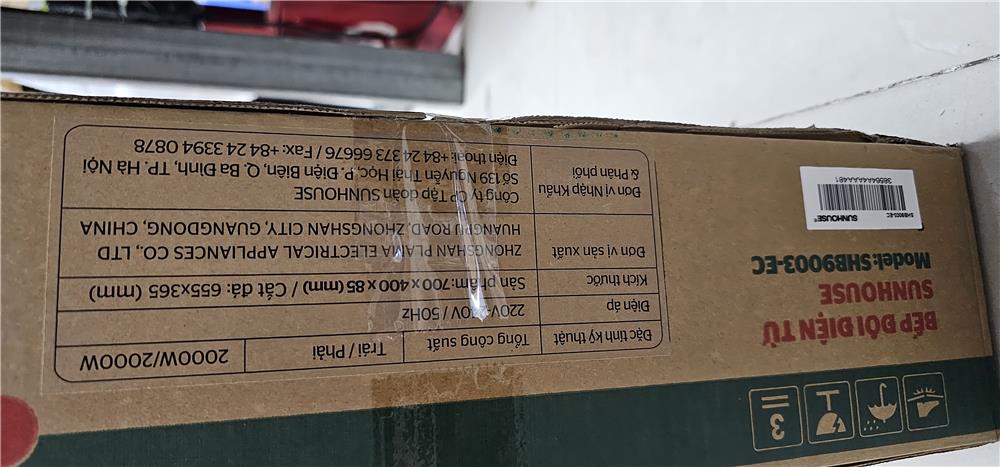 BẾP ĐÔI ĐIỆN TỪ
SUNHOUSE
Model: SHB9003-EC
SHB9003-EC
SUNHOUSE®
Đặc tính kỹ thuật
Tổng công suất
Trái / Phải
2000W/2000W
Điện áp
220V / 50Hz
Kích thước
Sản phẩm: 700 x 400 x 85 (mm) / Cắt đá: 655x365 (mm)
Đơn vị sản xuất
ZHONGSHAN PLAMA ELECTRICAL APPLIANCES CO., LTD
HUANGPU ROAD, ZHONGSHAN CITY, GUANGDONG, CHINA
Đơn vị Nhập Khẩu
& Phân phối
Công ty CP Tập đoàn SUNHOUSE
Số 139 Nguyễn Thái Học, P. Điện Biên, Q. Ba Đình, TP. Hà Nội
Điện thoại: +84 24 373 66676 / Fax: +84 24 3394 0878
3